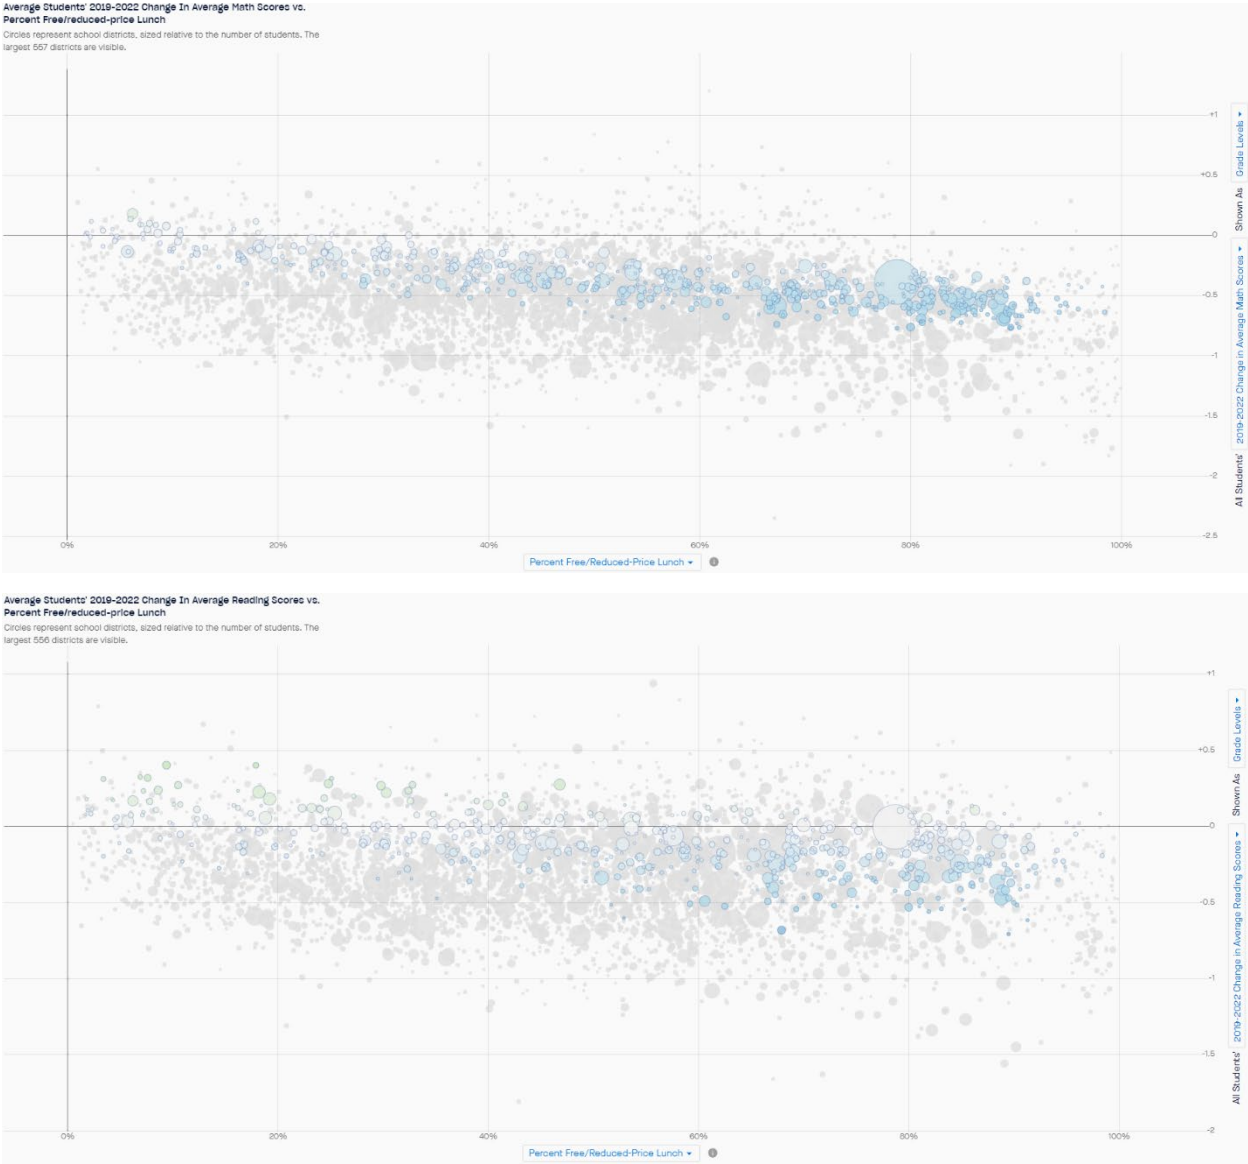 Average Students' 2019-2022 Change In Average Math Scores vs.
Percent Free/reduced-price Lunch
Circles represent school districts, sized relative to the number of students. The
largest 557 districts are visible.
+1
+0.5
0
-0.5
-1
-1.5
-2
-2.5
0%
20%
40%
60%
80%
100%
Percent Free/Reduced-Price Lunch
All Students' 2019-2022 Change in Average Math Scores Shown As Grade Levels
Average Students' 2019-2022 Change In Average Reading Scores vs.
Percent Free/reduced-price Lunch
Circles represent school districts, sized relative to the number of students. The
largest 556 districts are visible.
+1
+0.5
0
-0.5
-1
-1.5
-2
0%
20%
40%
60%
80%
100%
Percent Free/Reduced-Price Lunch
All Students' 2019-2022 Change in Average Reading Scores Shown As Grade Levels